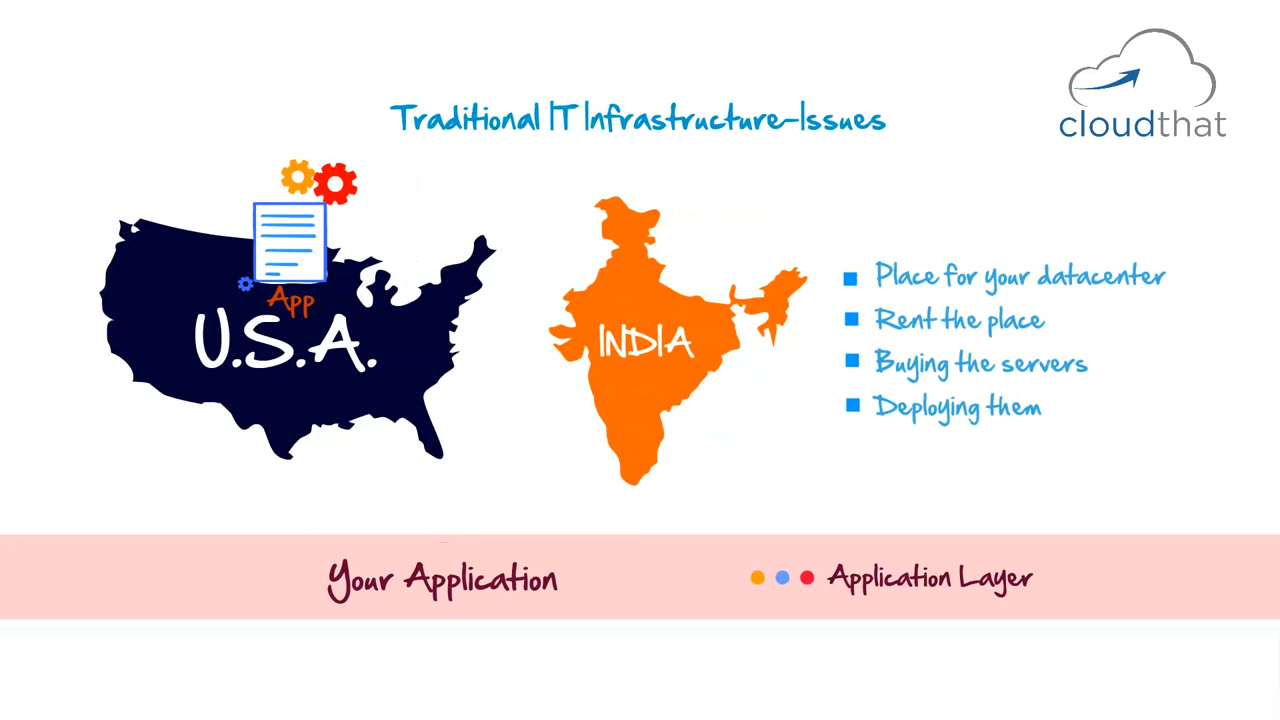 cloudthat
Traditional IT Infrastructure-Issues
App
U.S.A.
INDIA
Place for your datacenter
Rent the place
Buying the servers
Deploying them
Your Application
Application Layer